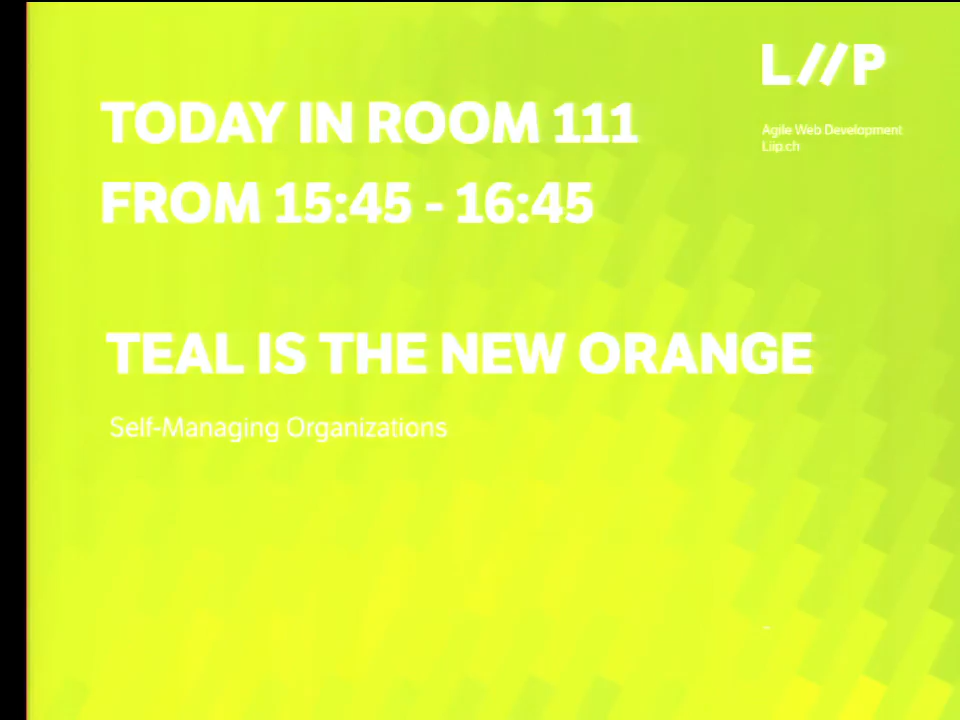 L//P
Agile Web Development
Liip.ch
TODAY IN ROOM 111
FROM 15:45 - 16:45
TEAL IS THE NEW ORANGE
Self-Managing Organizations